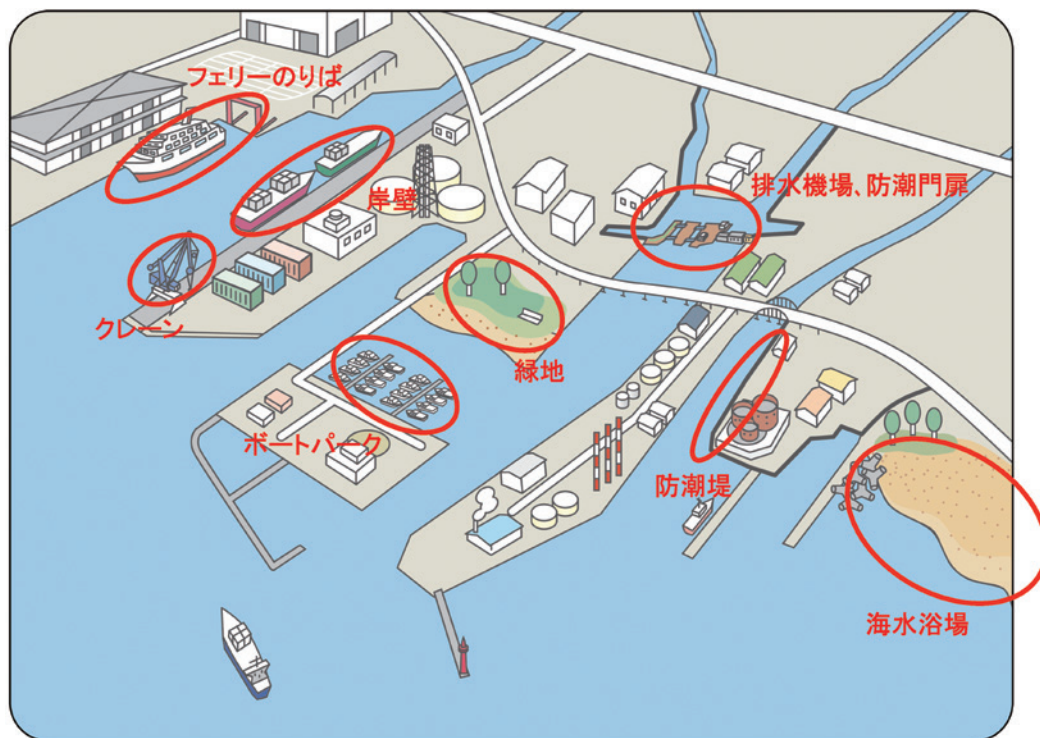 フェリーのりば
岸壁
排水機場、防潮門扉
クレーン
緑地
ボートパーク
防潮堤
海水浴場